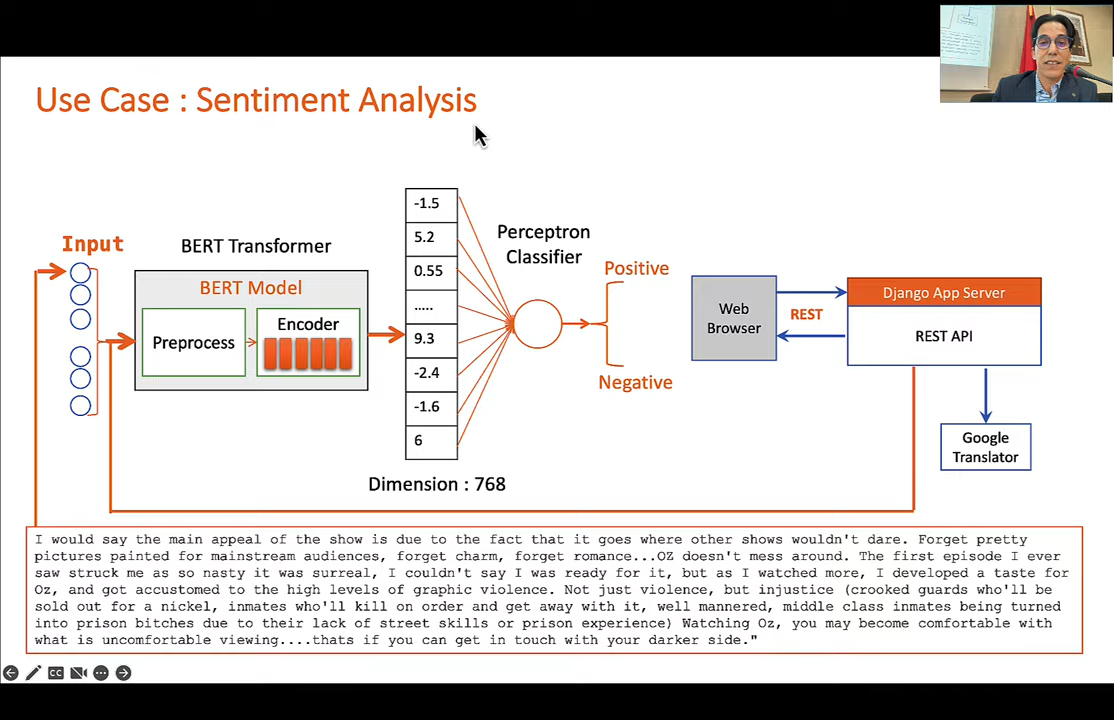 Use Case : Sentiment Analysis
Input
BERT Transformer
BERT Model
Preprocess
Encoder
-1.5
5.2
0.55
.....
9.3
-2.4
-1.6
6
Dimension : 768
Perceptron
Classifier
Positive
Negative
Web
Browser
REST
Django App Server
REST API
Google
Translator
I would say the main appeal of the show is due to the fact that it goes where other shows wouldn't dare. Forget pretty
pictures painted for mainstream audiences, forget charm, forget romance...OZ doesn't mess around. The first episode I ever
saw struck me as so nasty it was surreal, I couldn't say I was ready for it, but as I watched more, I developed a taste for
Oz, and got accustomed to the high levels of graphic violence. Not just violence, but injustice (crooked guards who'll be
sold out for a nickel, inmates who'll kill on order and get away with it, well mannered, middle class inmates being turned
into prison bitches due to their lack of street skills or prison experience) Watching Oz, you may become comfortable with
what is uncomfortable viewing....thats if you can get in touch with your darker side."
CC